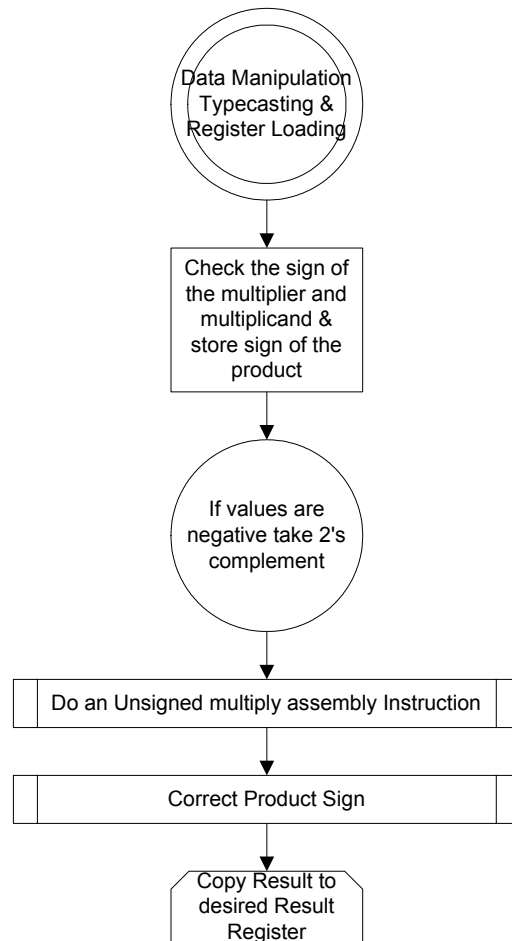 Data Manipulation
Typecasting &
Register Loading
Check the sign of
the multiplier and
multiplicand &
store sign of the
product
If values are
negative take 2's
complement
Do an Unsigned multiply assembly Instruction
Correct Product Sign
Copy Result to
desired Result
Register